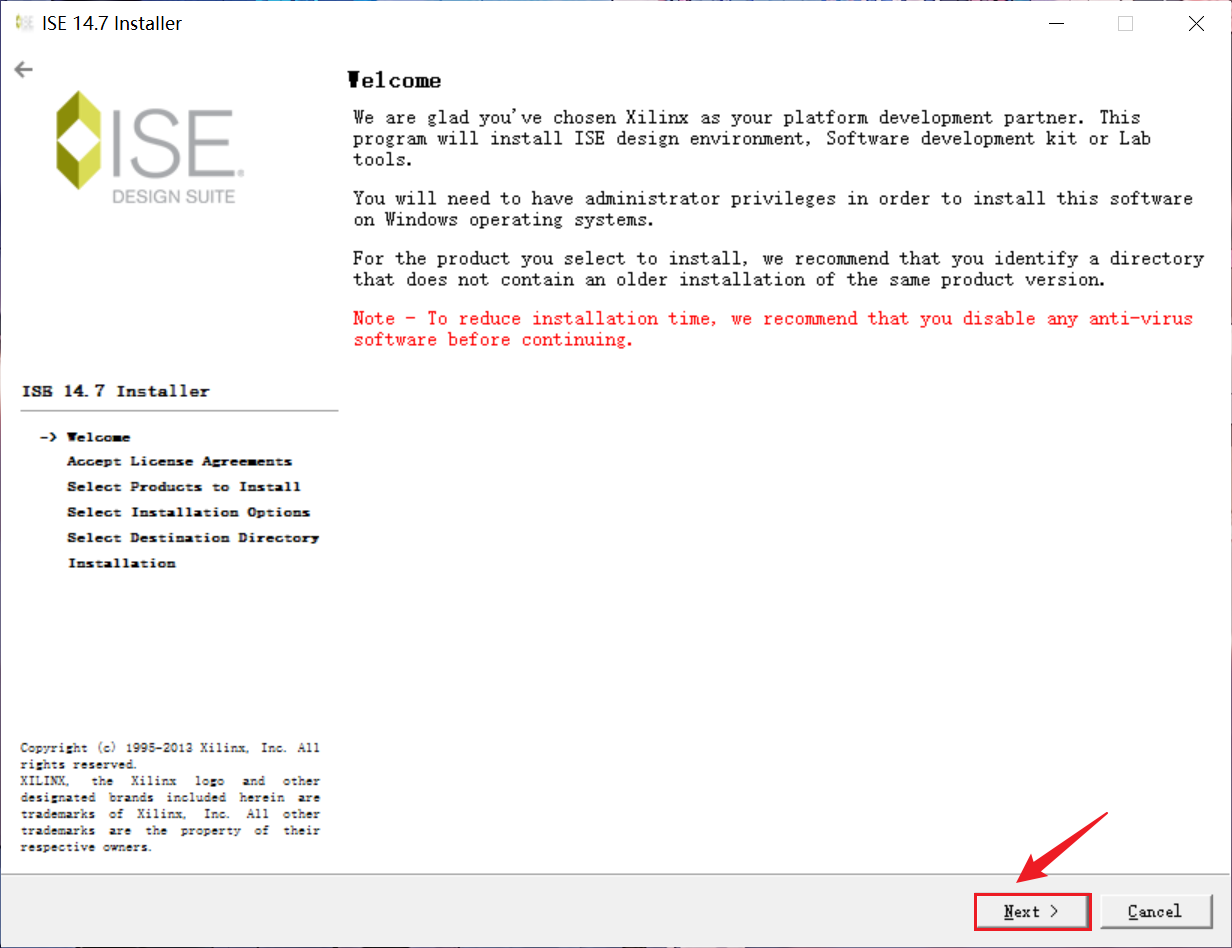 ISE 14.7 Installer
ISE
DESIGN SUITE
Welcome
We are glad you've chosen Xilinx as your platform development partner. This
program will install ISE design environment, Software development kit or Lab
tools.
You will need to have administrator privileges in order to install this software
on Windows operating systems.
For the product you select to install, we recommend that you identify a directory
that does not contain an older installation of the same product version.
Note - To reduce installation time, we recommend that you disable any anti-virus
software before continuing.
ISE 14.7 Installer
-> Welcome
Accept License Agreements
Select Products to Install
Select Installation Options
Select Destination Directory
Installation
Copyright (c) 1995-2013 Xilinx, Inc. All
rights reserved.
XILINX, the Xilinx logo and other
designated brands included herein are
trademarks of Xilinx, Inc. All other
trademarks are the property of their
respective owners.
Next >
Cancel